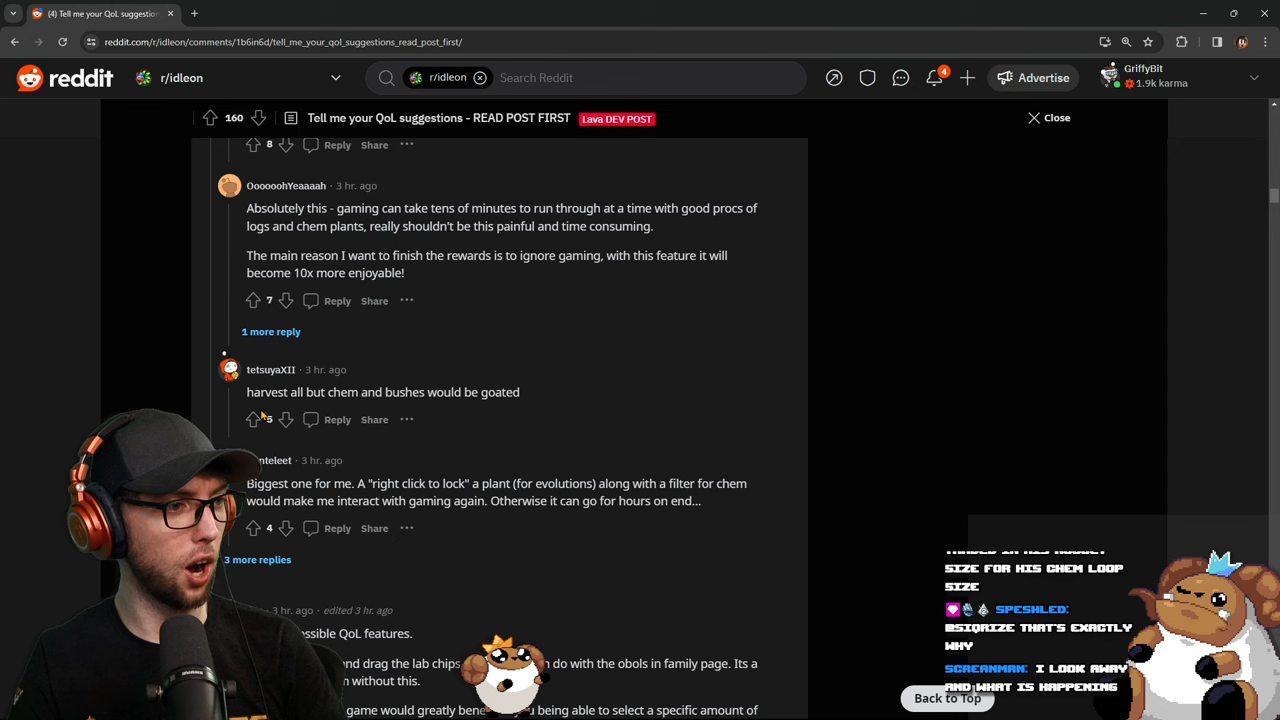 (4) Tell me your QoL suggestion
reddit.com/r/idleon/comments/1b6in6d/tell_me_your_qol_suggestions_read_post_first/
reddit
r/idleon
r/idleon
Search Reddit
4
Advertise
GriffyBit
1.9k karma
160
Tell me your QoL suggestions - READ POST FIRST
Lava DEV POST
Close
8
Reply
Share
OooooohYeaaaah · 3 hr. ago
Absolutely this - gaming can take tens of minutes to run through at a time with good procs of
logs and chem plants, really shouldn't be this painful and time consuming.
The main reason I want to finish the rewards is to ignore gaming, with this feature it will
become 10x more enjoyable!
7
Reply
Share
1 more reply
tetsuyaXII · 3 hr. ago
harvest all but chem and bushes would be goated
5
Reply
Share
nteleet · 3 hr. ago
Biggest one for me. A "right click to lock" a plant (for evolutions) along with a filter for chem
would make me interact with gaming again. Otherwise it can go for hours on end...
4
Reply
Share
3 more replies
3 hr. ago · edited 3 hr. ago
ssible QoL features.
nd drag the lab chips
do with the obols in family page. Its a
without this.
game would greatly bene
being able to select a specific amount of
SIZE FOR HIS CHEM LOOP
SIZE
SPESHLED:
@SIQRIZE THAT'S EXACTLY
WHY
SCREANMAN: I LOOK AWAY
AND WHAT IS HAPPENING
Back to Top